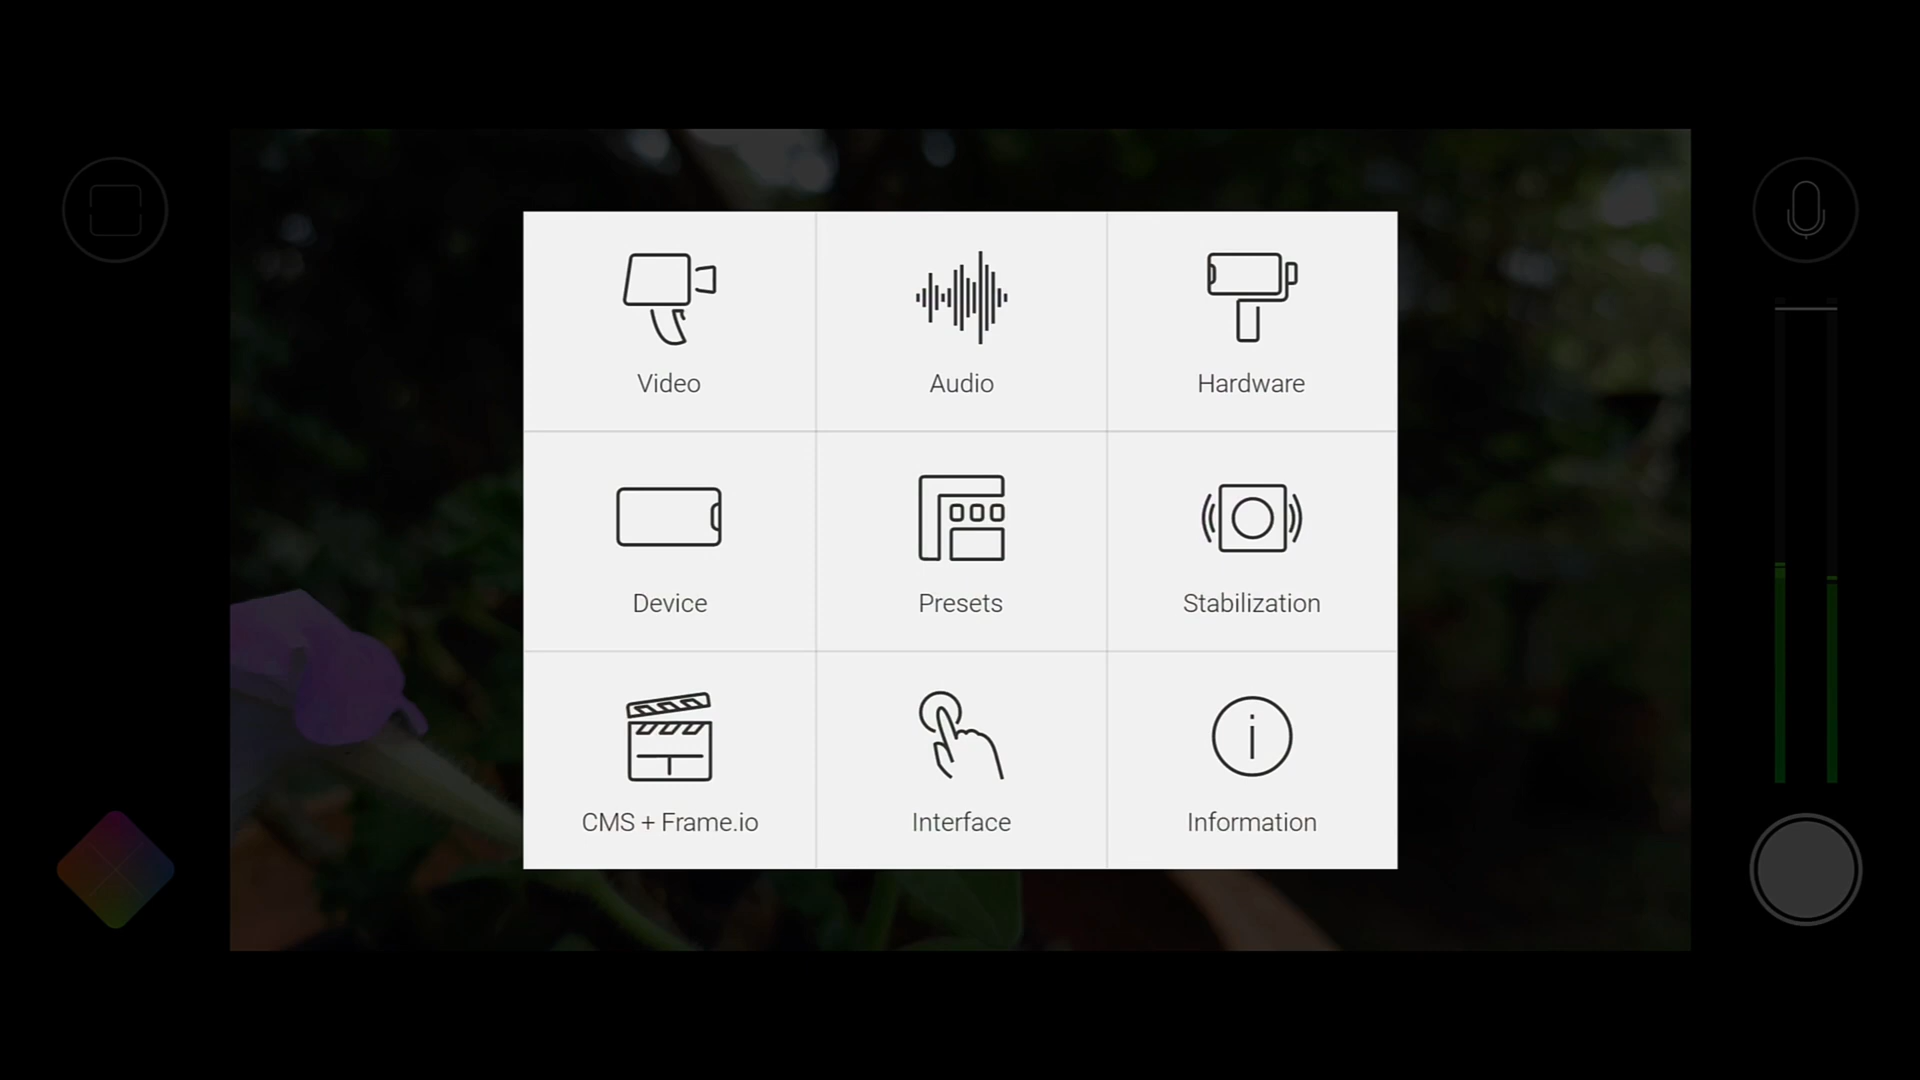 Video
Audio
Hardware
Device
Presets
Stabilization
CMS + Frame.io
Interface
Information